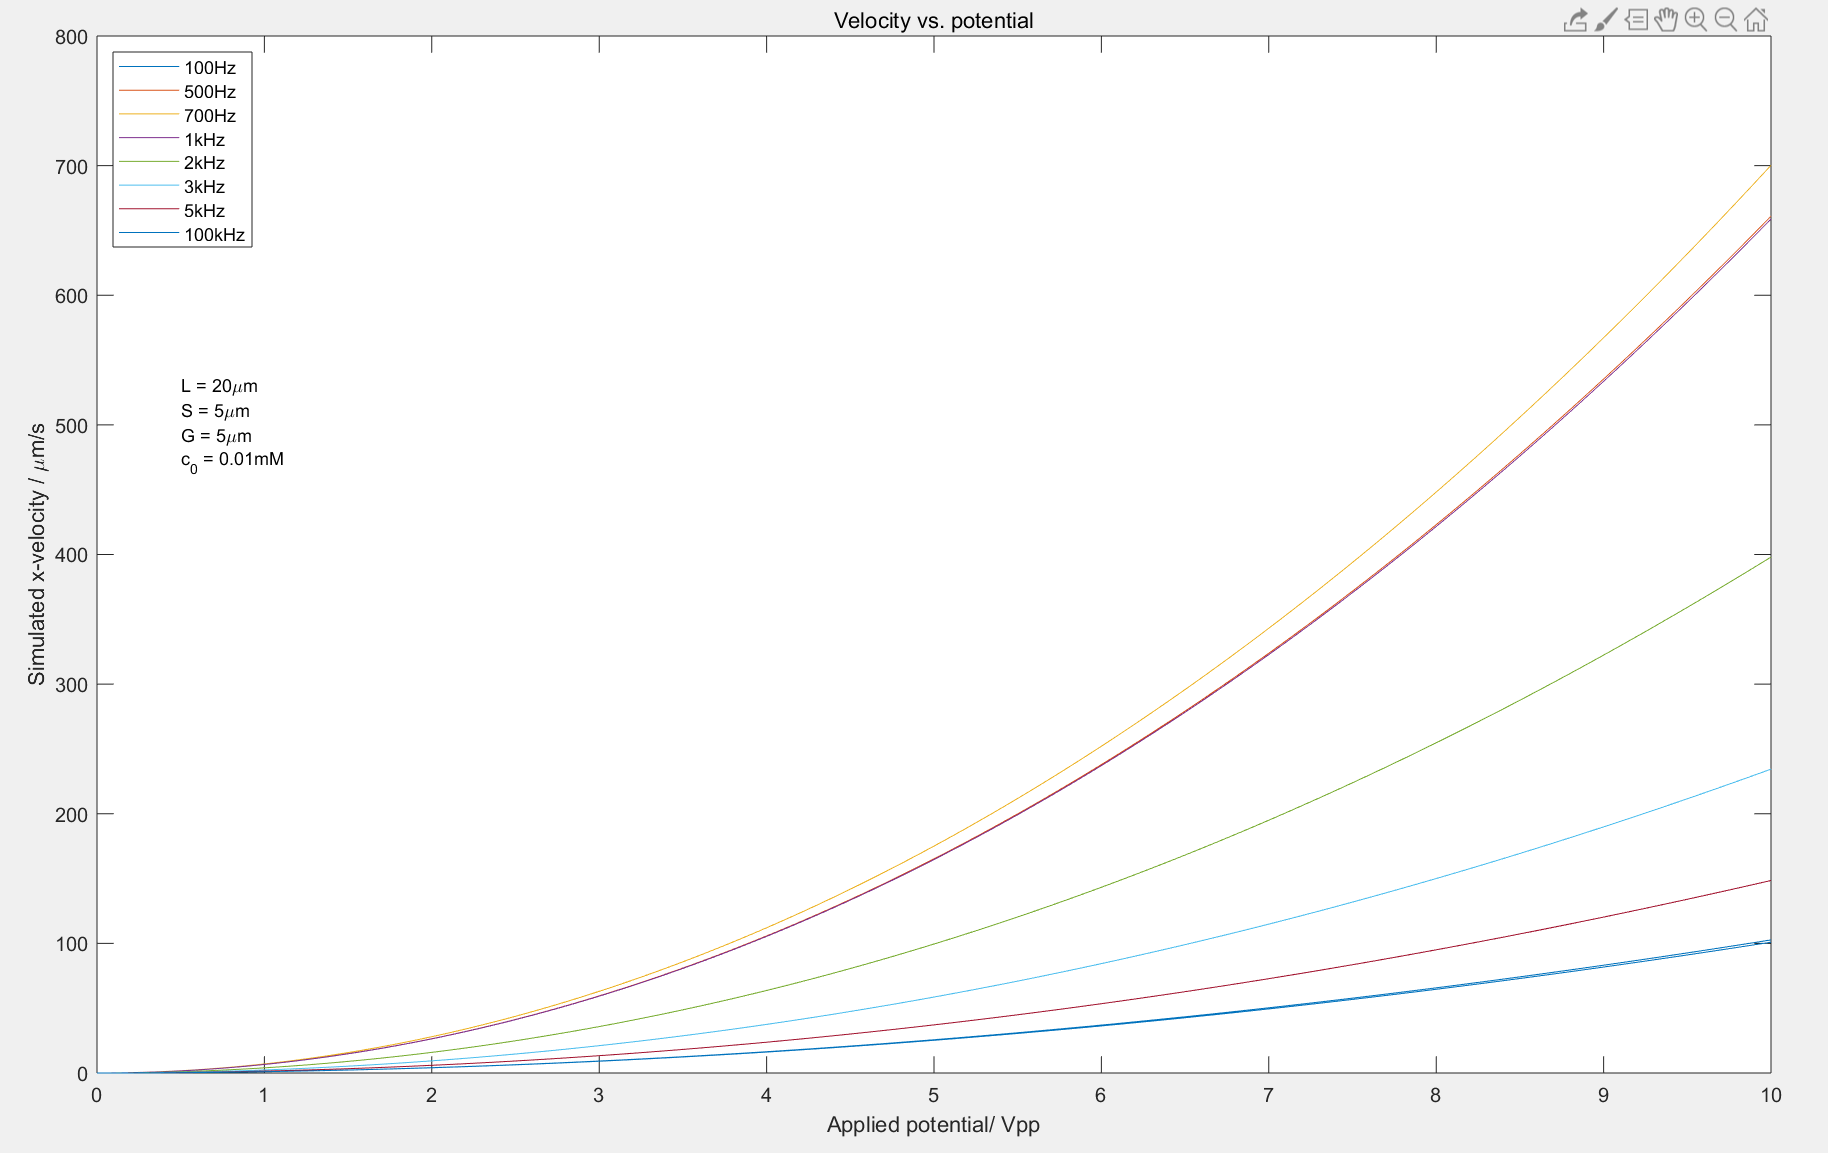 Velocity vs. potential
800
700
600
500
400
300
200
100
0
100Hz
500Hz
700Hz
1kHz
2kHz
3kHz
5kHz
100kHz
L = 20μm
S = 5μm
G = 5μm
c0 = 0.01mM
Simulated x-velocity / μm/s
0 1 2 3 4 5 6 7 8 9 10
Applied potential/ Vpp